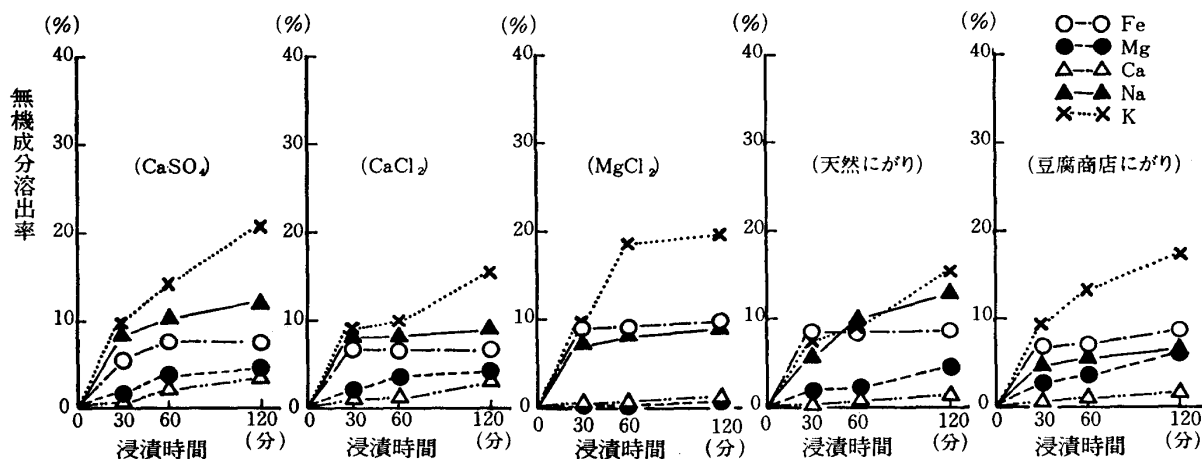 (%) (%) (%) (%) (%)
40 40 40 40 40
30 30 30 30 30
20 20 20 20 20
10 10 10 10 10
0 0 0 0 0
無機成分溶出率
(CaSO₄) (CaCl₂) (MgCl₂) (天然にがり) (豆腐商店にがり)
Fe
Mg
Ca
Na
K
0 30 60 120 0 30 60 120 0 30 60 120 0 30 60 120 0 30 60 120
浸漬時間 (分) 浸漬時間 (分) 浸漬時間 (分) 浸漬時間 (分) 浸漬時間 (分)